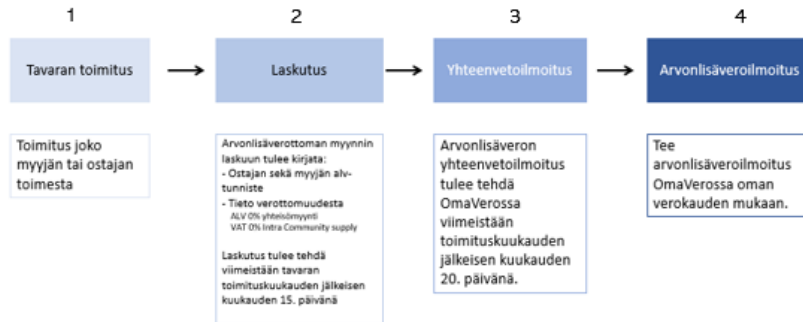 1
2
3
4
Tavaran toimitus
Laskutus
Yhteenvetoilmoitus
Arvonlisäveroilmoitus
Toimitus joko
myyjän tai ostajan
toimesta
Arvonlisäverottoman myynnin
laskuun tulee kirjata:
- Ostajan sekä myyjän alv-
tunniste
- Tieto verottomuudesta
ALV 0% yhteisömyynti
VAT 0% Intra Community supply
Laskutus tulee tehdä
viimeistään tavaran
toimituskuukauden jälkeisen
kuukauden 15. päivänä
Arvonlisäveron
yhteenvetoilmoitus
tulee tehdä
OmaVerossa
viimeistään
toimituskuukauden
jälkeisen kuukauden
20. päivänä.
Tee
arvonlisäveroilmoitus
OmaVerossa oman
verokauden mukaan.